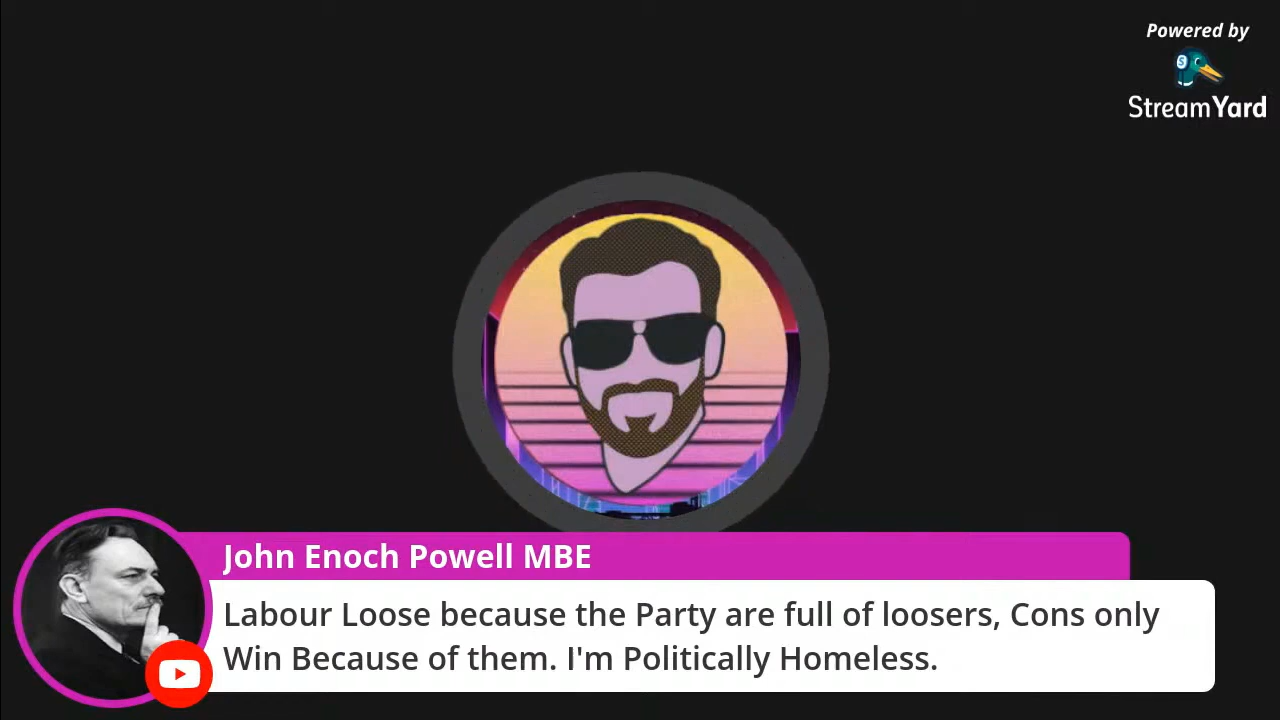 Powered by
StreamYard
John Enoch Powell MBE
Labour Loose because the Party are full of loosers, Cons only
Win Because of them. I'm Politically Homeless.